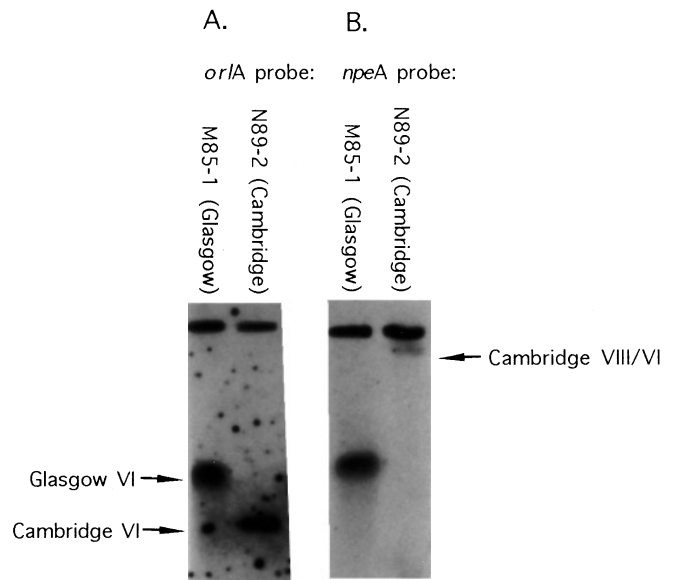 A.
B.
orlA probe:
npeA probe:
M85-1 (Glasgow)
N89-2 (Cambridge)
M85-1 (Glasgow)
N89-2 (Cambridge)
Cambridge VIII/VI
Glasgow VI
Cambridge VI